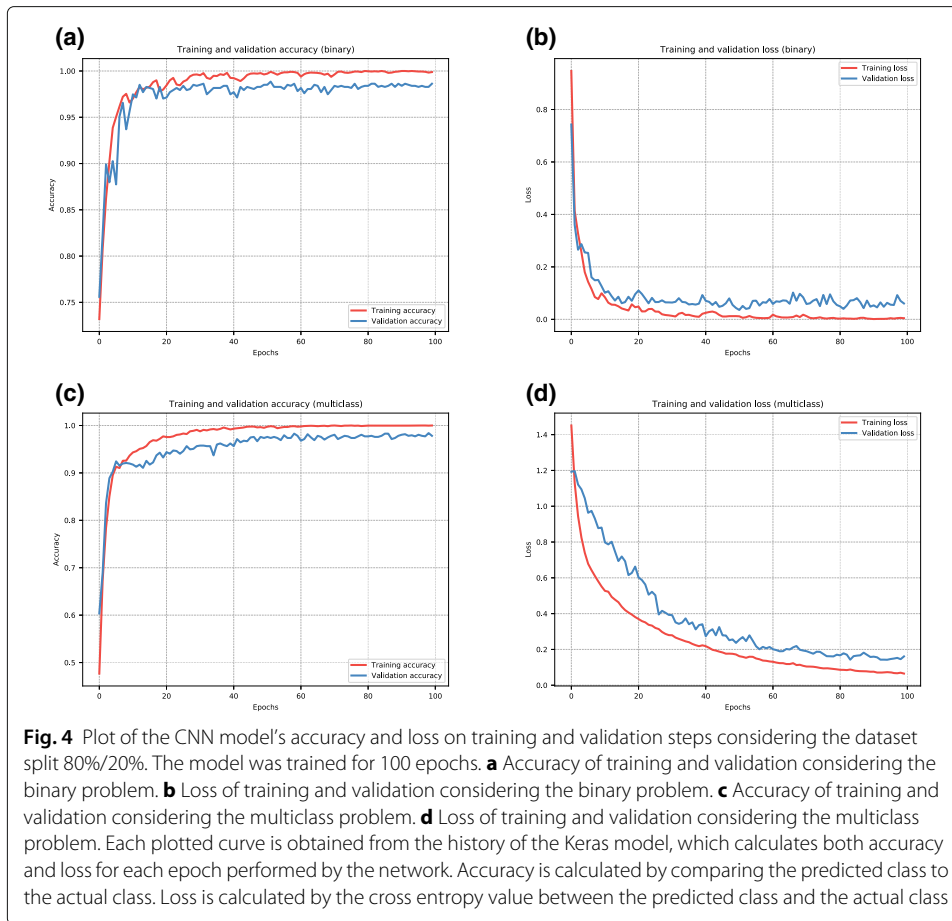 (a)
Training and validation accuracy (binary)
1.00
0.95
0.90
0.85
0.80
0.75
Accuracy
0
20
40
60
80
100
Epochs
Training accuracy
Validation accuracy
(b)
Training and validation loss (binary)
Training loss
Validation loss
0.8
0.6
0.4
0.2
0.0
Loss
0
20
40
60
80
100
Epochs
(c)
Training and validation accuracy (multiclass)
1.0
0.9
0.8
0.7
0.6
0.5
Accuracy
0
20
40
60
80
100
Epochs
Training accuracy
Validation accuracy
(d)
Training and validation loss (multiclass)
Training loss
Validation loss
1.4
1.2
1.0
0.8
0.6
0.4
0.2
0.0
Loss
0
20
40
60
80
100
Epochs
Fig. 4 Plot of the CNN model’s accuracy and loss on training and validation steps considering the dataset
split 80%/20%. The model was trained for 100 epochs. a Accuracy of training and validation considering the
binary problem. b Loss of training and validation considering the binary problem. c Accuracy of training and
validation considering the multiclass problem. d Loss of training and validation considering the multiclass
problem. Each plotted curve is obtained from the history of the Keras model, which calculates both accuracy
and loss for each epoch performed by the network. Accuracy is calculated by comparing the predicted class to
the actual class. Loss is calculated by the cross entropy value between the predicted class and the actual class